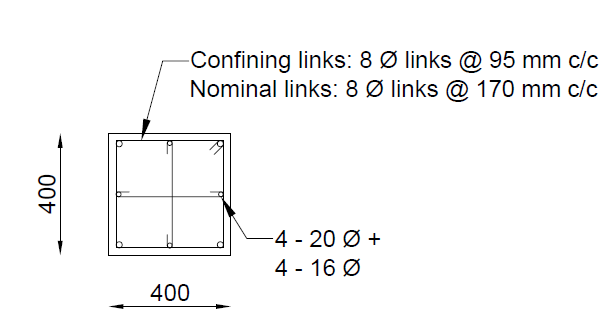 Confining links: 8 Ø links @ 95 mm c/c
Nominal links: 8 Ø links @ 170 mm c/c
400
4 - 20 Ø +
4 - 16 Ø
400